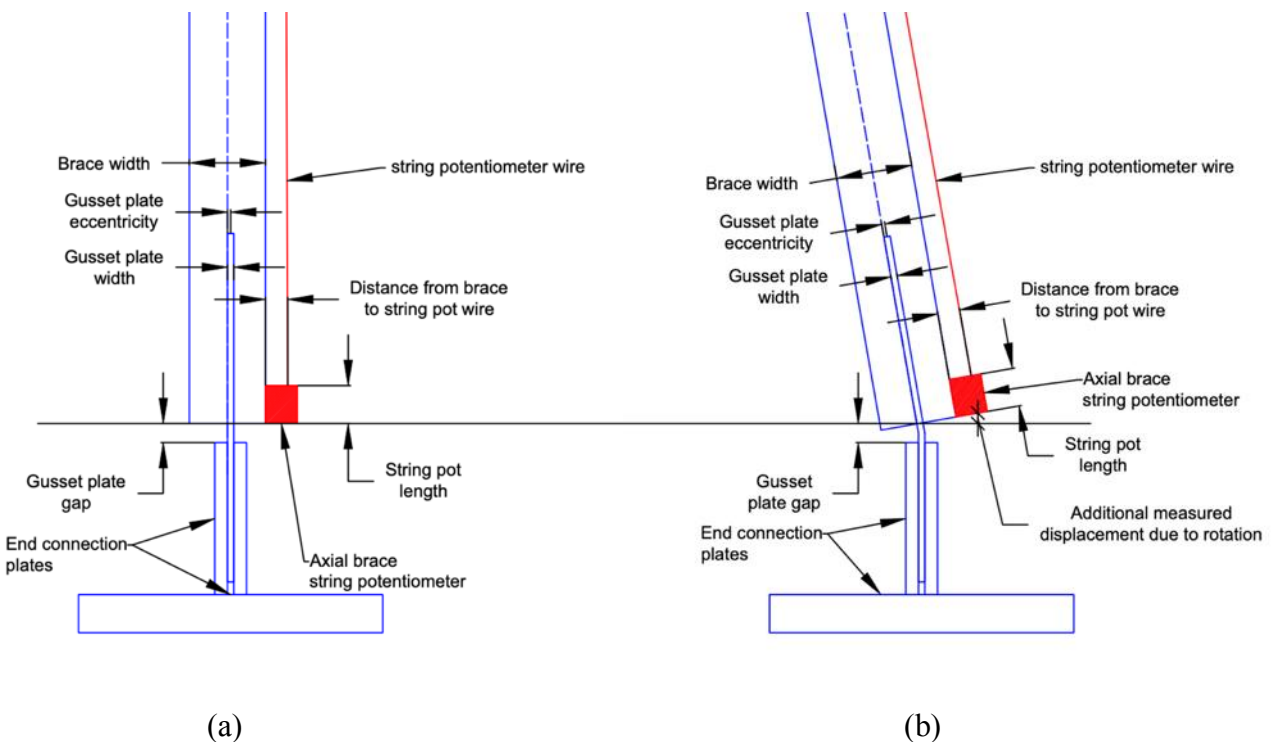 Brace width
string potentiometer wire
Gusset plate
eccentricity
Gusset plate
width
Distance from brace
to string pot wire
Gusset plate
gap
String pot
length
End connection
plates
Axial brace
string potentiometer
(a)
string potentiometer wire
Brace width
Gusset plate
eccentricity
Gusset plate
width
Distance from brace
to string pot wire
Axial brace
string potentiometer
String pot
length
Gusset
plate gap
Additional measured
displacement due to rotation
End connection
plates
(b)